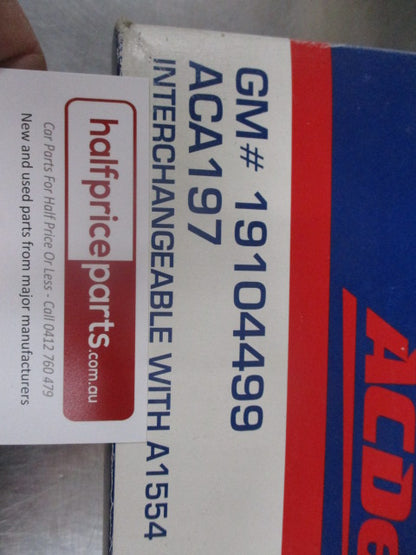 GM# 19104499
ACA197
INTERCHANGEABLE WITH A1554
ACDe
halfpriceparts.com.au
Car Parts For Half Price Or Less - Call 0412 760 479
New and used parts from major manufacturers